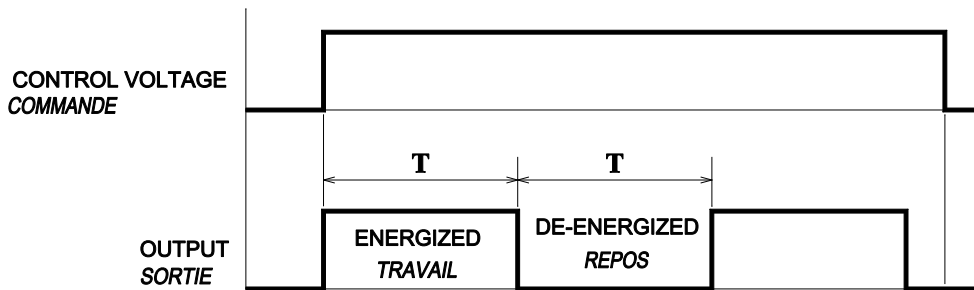 CONTROL VOLTAGE
COMMANDE
T
T
OUTPUT
SORTIE
ENERGIZED
TRAVAIL
DE-ENERGIZED
REPOS